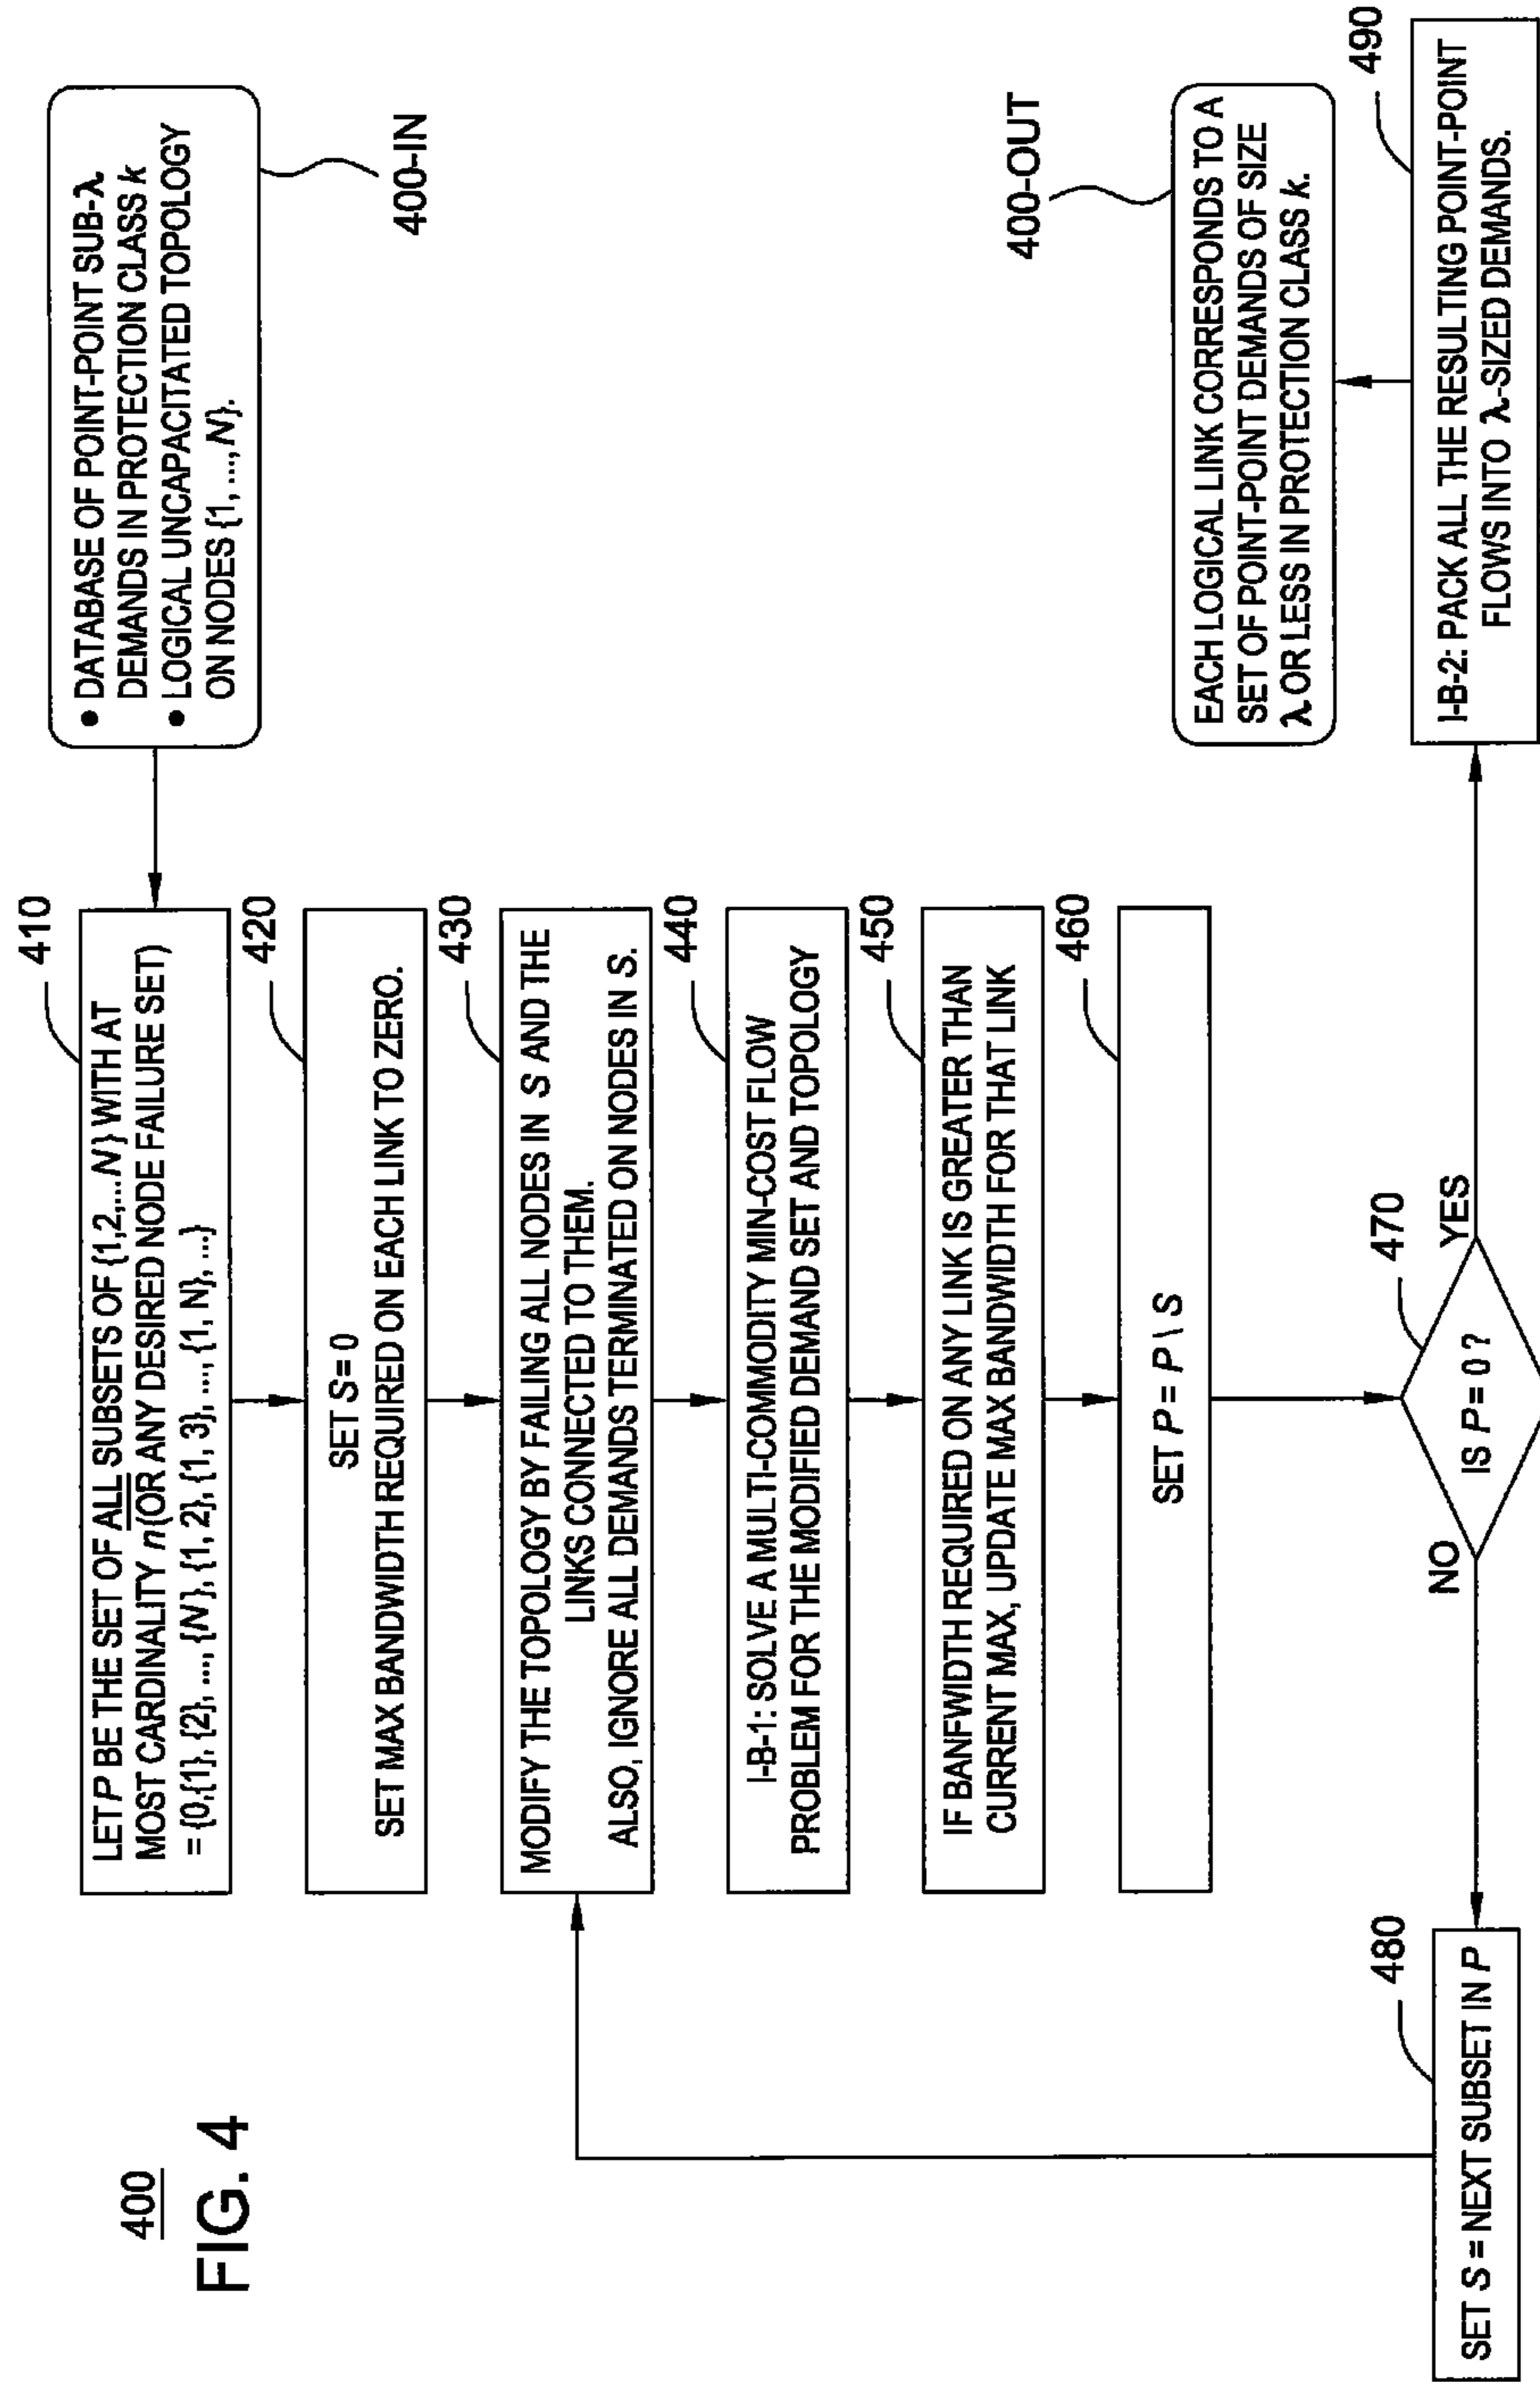 400
FIG. 4
• DATABASE OF POINT-POINT SUB-λ
DEMANDS IN PROTECTION CLASS k
• LOGICAL UNCAPACITATED TOPOLOGY
ON NODES {1, ..., N}.
400-IN
410
LET P BE THE SET OF ALL SUBSETS OF {1,2,...N} WITH AT
MOST CARDINALITY n(OR ANY DESIRED NODE FAILURE SET)
= {0,{1}, {2}, ..., {N}, {1, 2}, {1, 3}, ..., {1, N}, ...}
420
SET S= 0
SET MAX BANDWIDTH REQUIRED ON EACH LINK TO ZERO.
430
MODIFY THE TOPOLOGY BY FAILING ALL NODES IN S AND THE
LINKS CONNECTED TO THEM.
ALSO, IGNORE ALL DEMANDS TERMINATED ON NODES IN S.
440
I-B-1: SOLVE A MULTI-COMMODITY MIN-COST FLOW
PROBLEM FOR THE MODIFIED DEMAND SET AND TOPOLOGY
450
IF BANFWIDTH REQUIRED ON ANY LINK IS GREATER THAN
CURRENT MAX, UPDATE MAX BANDWIDTH FOR THAT LINK
460
SET P = P \ S
470
IS P = 0 ?
NO
YES
480
SET S = NEXT SUBSET IN P
490
I-B-2: PACK ALL THE RESULTING POINT-POINT
FLOWS INTO λ-SIZED DEMANDS.
400-OUT
EACH LOGICAL LINK CORRESPONDS TO A
SET OF POINT-POINT DEMANDS OF SIZE
λ OR LESS IN PROTECTION CLASS k.